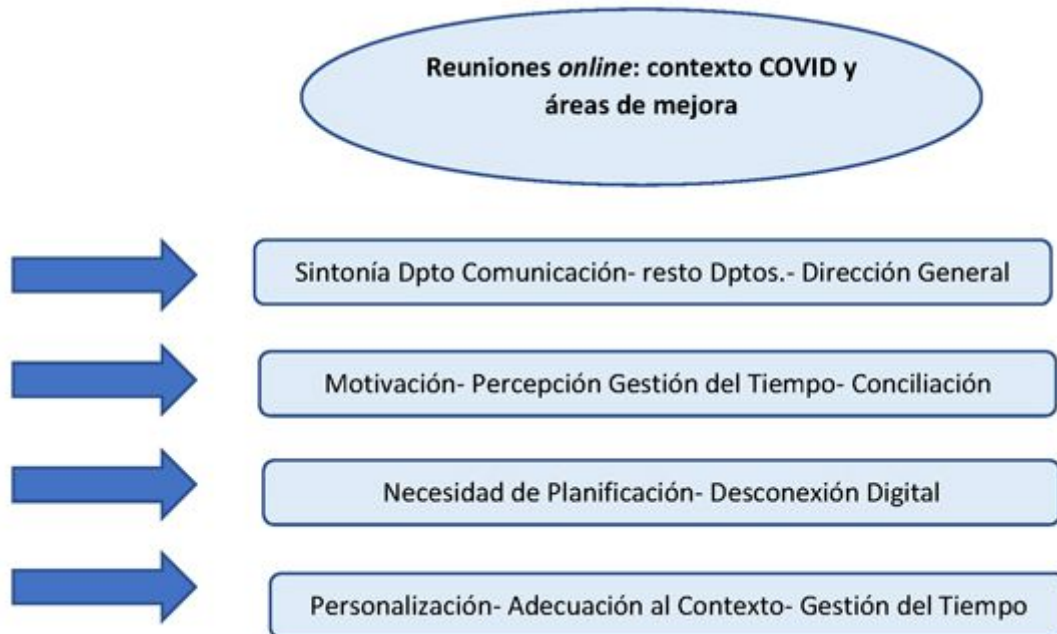 Reuniones online: contexto COVID y
áreas de mejora
Sintonía Dpto Comunicación- resto Dptos.- Dirección General
Motivación- Percepción Gestión del Tiempo- Conciliación
Necesidad de Planificación- Desconexión Digital
Personalización- Adecuación al Contexto- Gestión del Tiempo